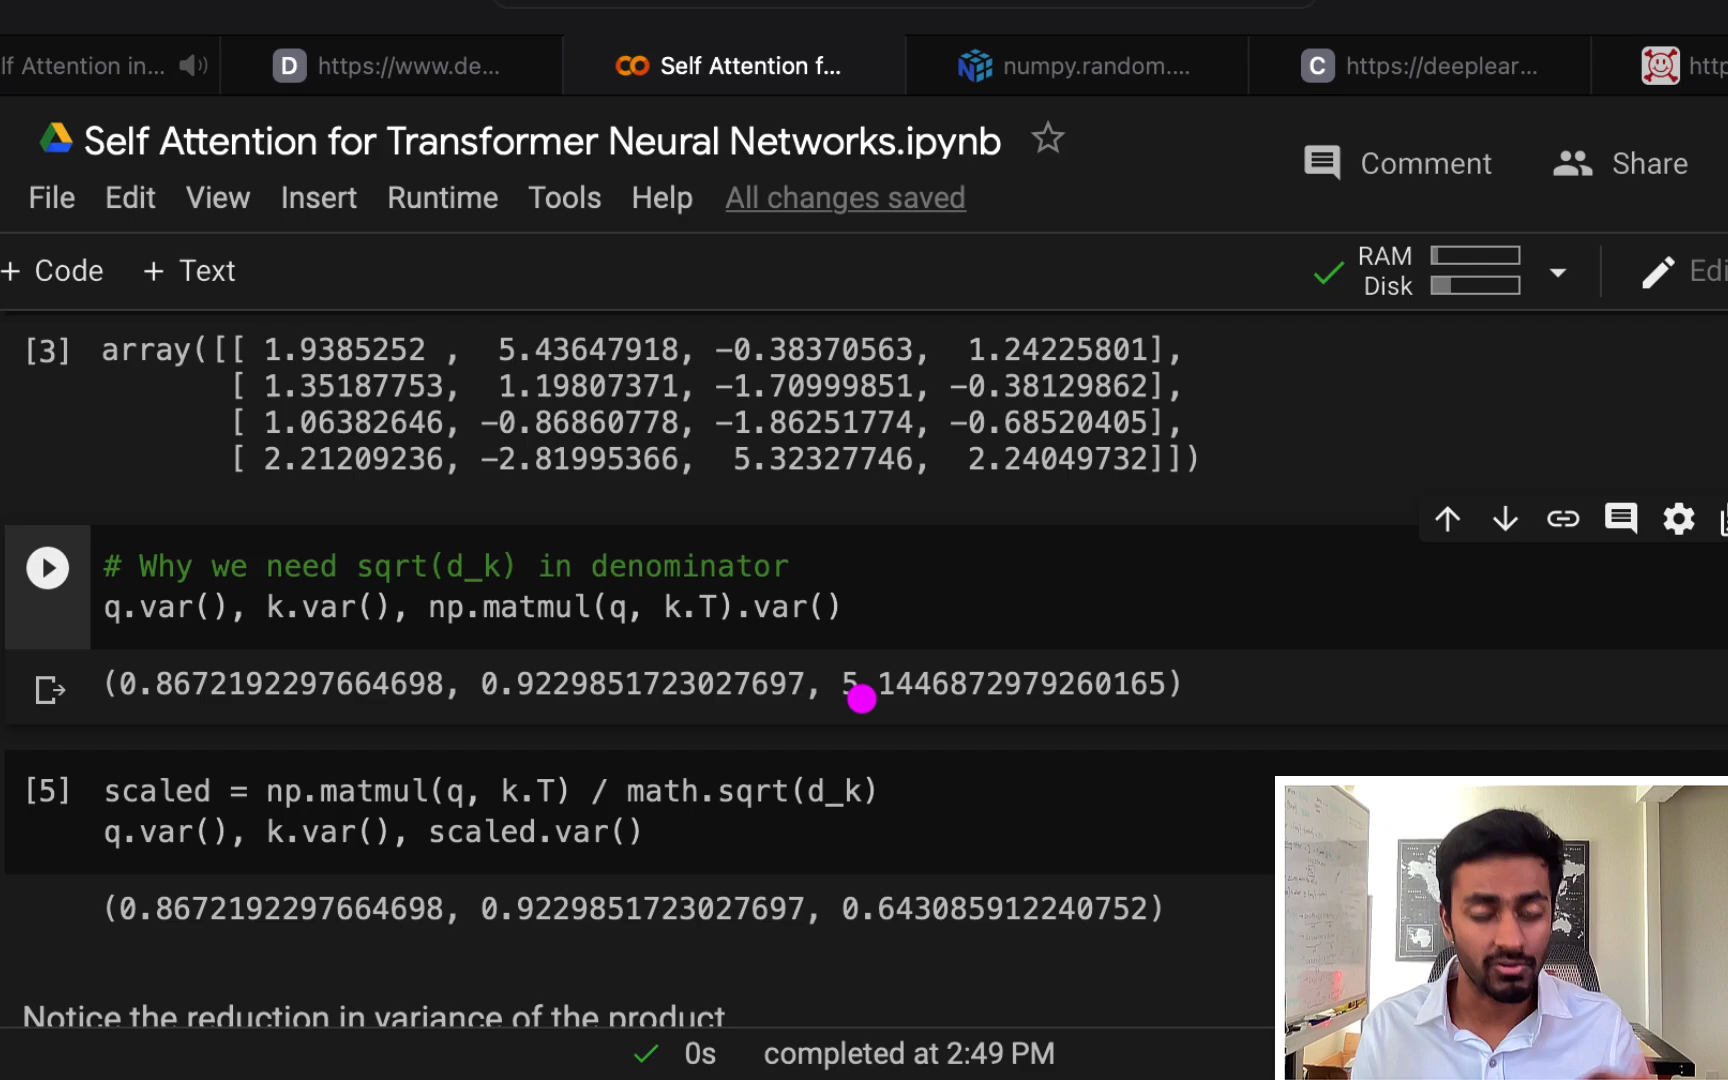 lf Attention in...
D https://www.de...
Self Attention f...
numpy.random....
C https://deeplear...
http
Self Attention for Transformer Neural Networks.ipynb
Comment
Share
File Edit View Insert Runtime Tools Help All changes saved
+ Code + Text
RAM
Disk
Edi
[3] array([[ 1.9385252 , 5.43647918, -0.38370563, 1.24225801],
[ 1.35187753, 1.19807371, -1.70999851, -0.38129862],
[ 1.06382646, -0.86860778, -1.86251774, -0.68520405],
[ 2.21209236, -2.81995366, 5.32327746, 2.24049732]])
# Why we need sqrt(d_k) in denominator
q.var(), k.var(), np.matmul(q, k.T).var()
(0.8672192297664698, 0.9229851723027697, 5.1446872979260165)
[5] scaled = np.matmul(q, k.T) / math.sqrt(d_k)
q.var(), k.var(), scaled.var()
(0.8672192297664698, 0.9229851723027697, 0.643085912240752)
Notice the reduction in variance of the product
0s completed at 2:49 PM